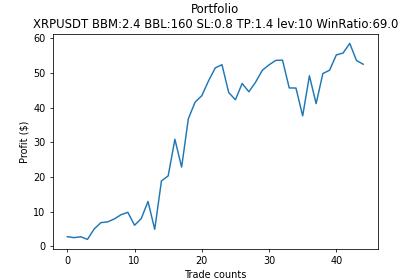 Portfolio
XRPUSDT BBM:2.4 BBL:160 SL:0.8 TP:1.4 lev:10 WinRatio:69.0
60
50
40
30
20
10
0
Profit ($)
0 10 20 30 40
Trade counts